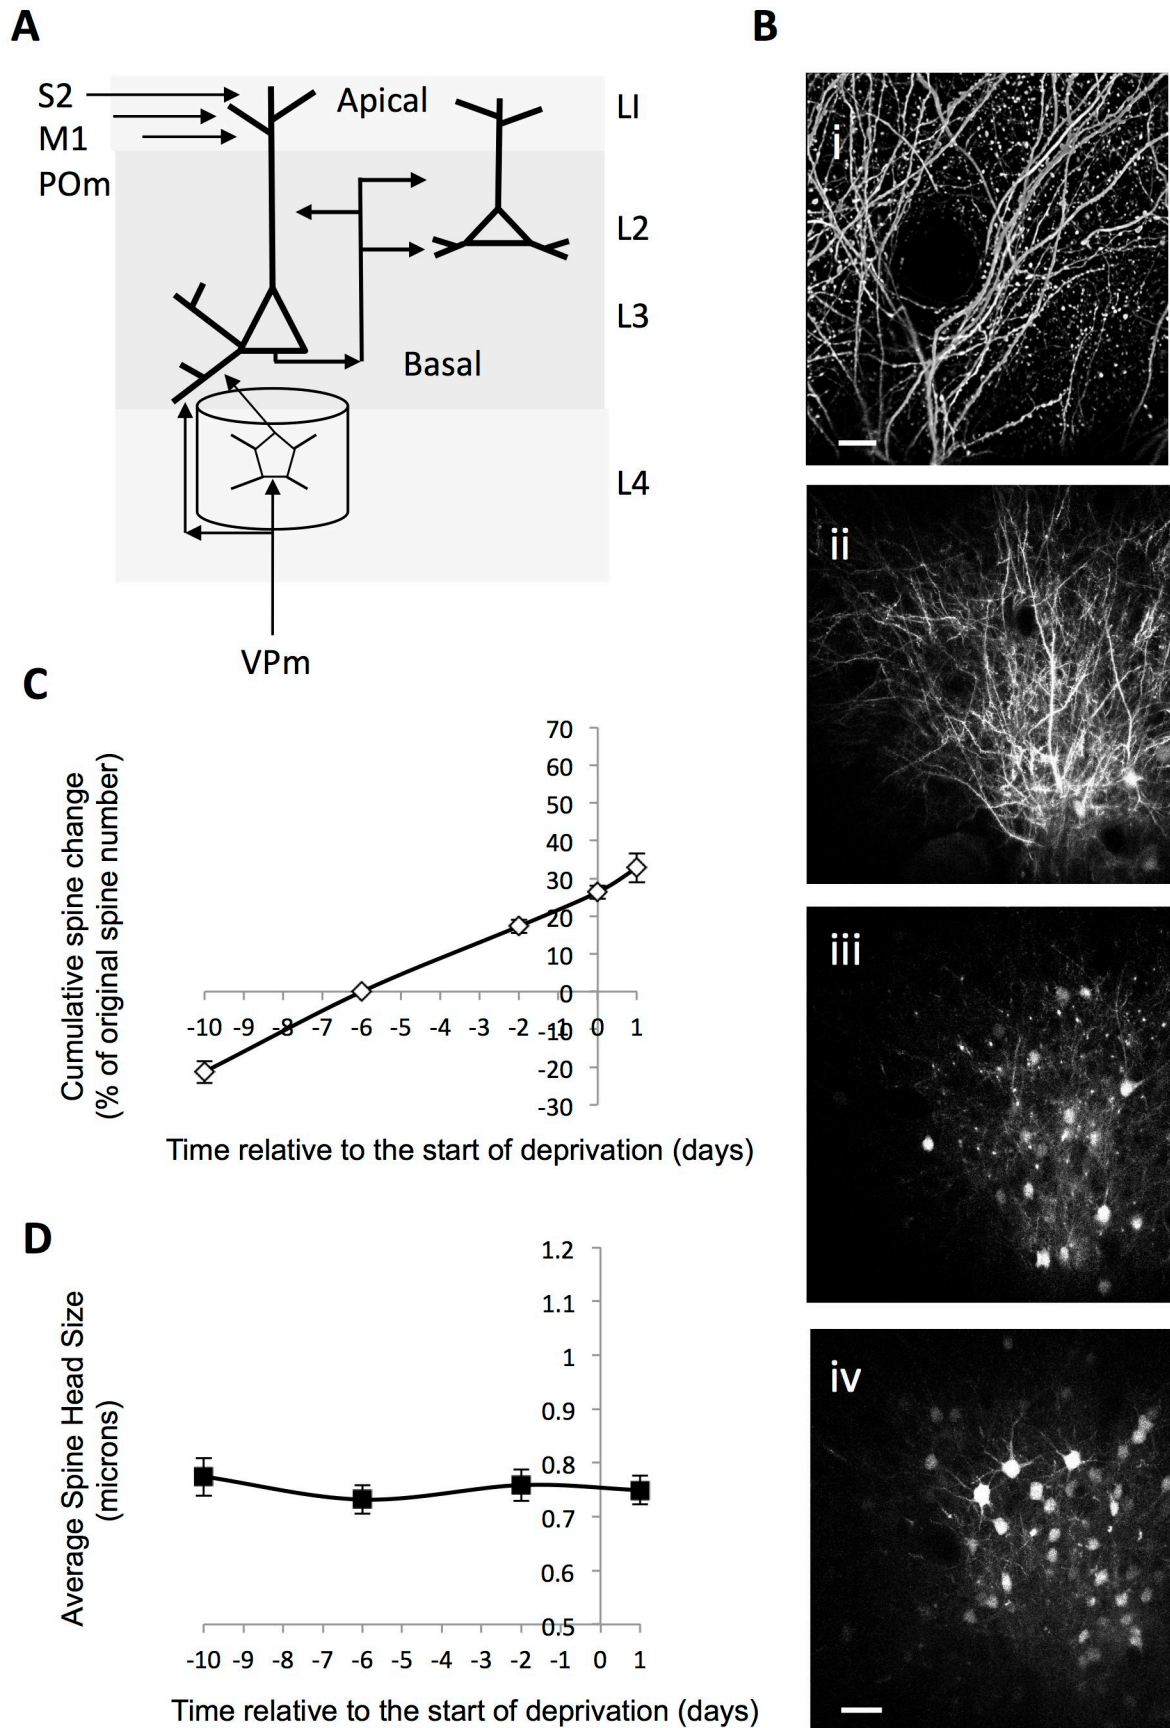 A
B
S2
M1
POm
Apical
LI
L2
L3
Basal
L4
VPm
i
ii
iii
iv
C
Cumulative spine change
(% of original spine number)
70
60
50
40
30
20
10
0
-10
-20
-30
-10 -9 -8 -7 -6 -5 -4 -3 -2 -1 0 1
Time relative to the start of deprivation (days)
D
Average Spine Head Size
(microns)
1.2
1.1
1
0.9
0.8
0.7
0.6
0.5
-10 -9 -8 -7 -6 -5 -4 -3 -2 -1 0 1
Time relative to the start of deprivation (days)